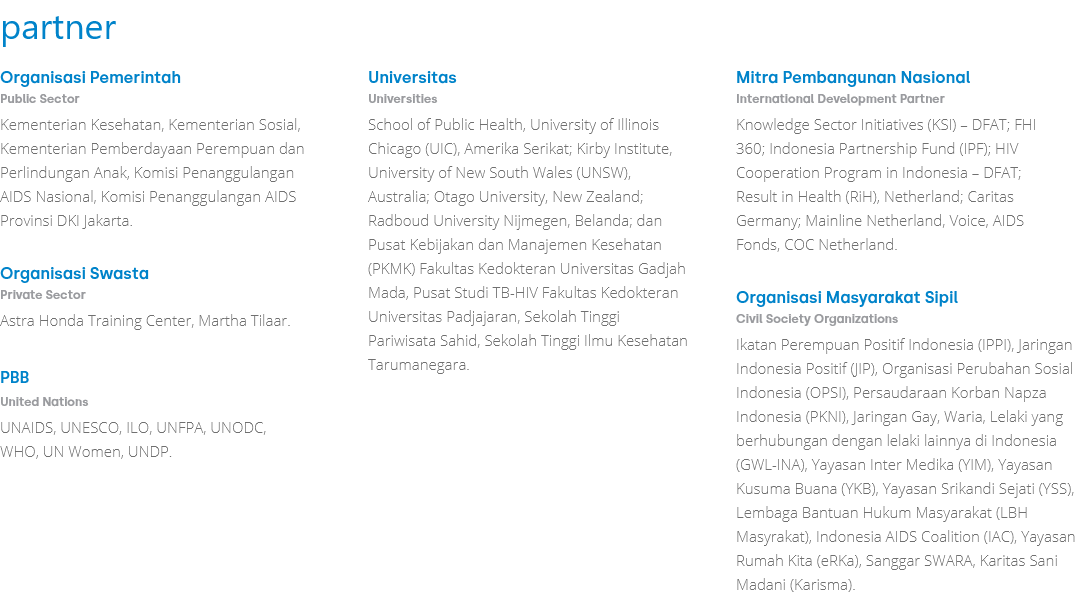 partner
Organisasi Pemerintah
Public Sector
Kementerian Kesehatan, Kementerian Sosial,
Kementerian Pemberdayaan Perempuan dan
Perlindungan Anak, Komisi Penanggulangan
AIDS Nasional, Komisi Penanggulangan AIDS
Provinsi DKI Jakarta.
Organisasi Swasta
Private Sector
Astra Honda Training Center, Martha Tilaar.
PBB
United Nations
UNAIDS, UNESCO, ILO, UNFPA, UNODC,
WHO, UN Women, UNDP.
Universitas
Universities
School of Public Health, University of Illinois
Chicago (UIC), Amerika Serikat; Kirby Institute,
University of New South Wales (UNSW),
Australia; Otago University, New Zealand;
Radboud University Nijmegen, Belanda; dan
Pusat Kebijakan dan Manajemen Kesehatan
(PKMK) Fakultas Kedokteran Universitas Gadjah
Mada, Pusat Studi TB-HIV Fakultas Kedokteran
Universitas Padjajaran, Sekolah Tinggi
Pariwisata Sahid, Sekolah Tinggi Ilmu Kesehatan
Tarumanegara.
Mitra Pembangunan Nasional
International Development Partner
Knowledge Sector Initiatives (KSI) – DFAT; FHI
360; Indonesia Partnership Fund (IPF); HIV
Cooperation Program in Indonesia – DFAT;
Result in Health (RiH), Netherland; Caritas
Germany; Mainline Netherland, Voice, AIDS
Fonds, COC Netherland.
Organisasi Masyarakat Sipil
Civil Society Organizations
Ikatan Perempuan Positif Indonesia (IPPI), Jaringan
Indonesia Positif (JIP), Organisasi Perubahan Sosial
Indonesia (OPSI), Persaudaraan Korban Napza
Indonesia (PKNI), Jaringan Gay, Waria, Lelaki yang
berhubungan dengan lelaki lainnya di Indonesia
(GWL-INA), Yayasan Inter Medika (YIM), Yayasan
Kusuma Buana (YKB), Yayasan Srikandi Sejati (YSS),
Lembaga Bantuan Hukum Masyarakat (LBH
Masyrakat), Indonesia AIDS Coalition (IAC), Yayasan
Rumah Kita (eRKa), Sanggar SWARA, Karitas Sani
Madani (Karisma).